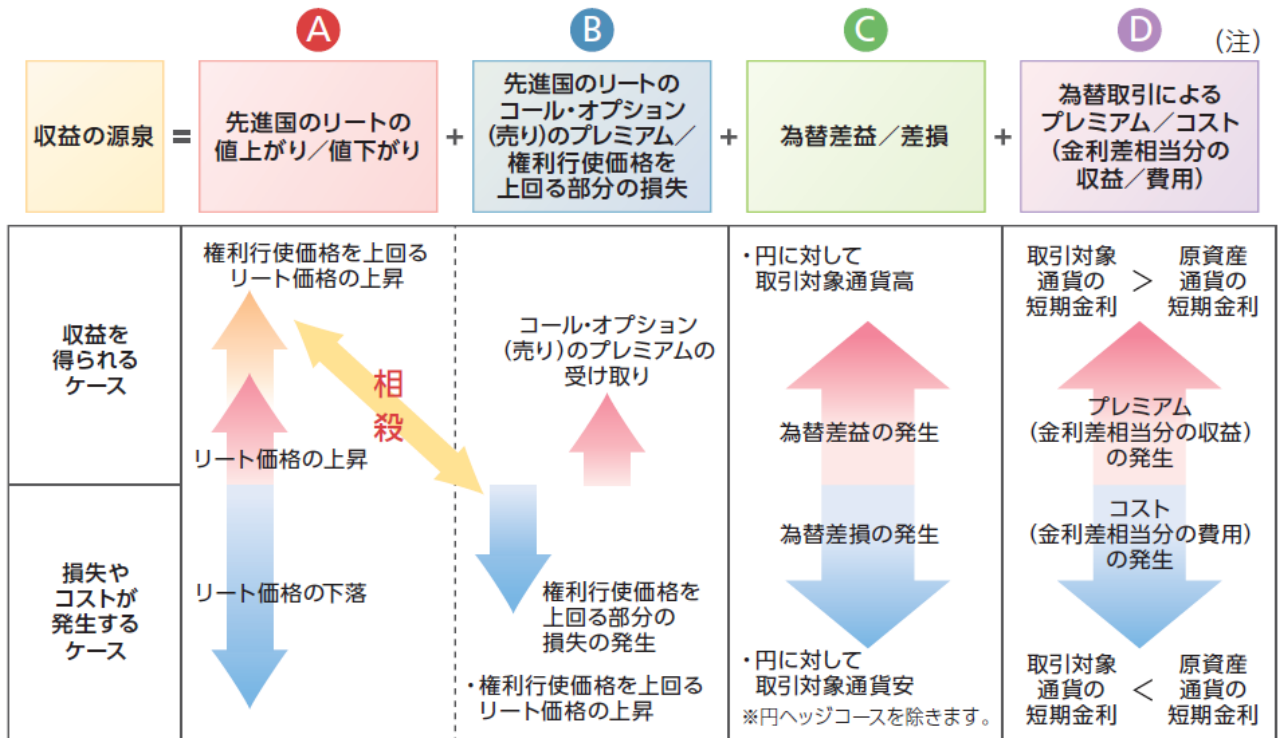 A
B
C
D
(注)
収益の源泉
=
先進国のリートの
値上がり／値下がり
+
先進国のリートの
コール・オプション
(売り)のプレミアム／
権利行使価格を
上回る部分の損失
+
為替差益／差損
+
為替取引による
プレミアム／コスト
(金利差相当分の
収益／費用)
収益を
得られる
ケース
権利行使価格を上回る
リート価格の上昇
相
殺
リート価格の上昇
コール・オプション
(売り)のプレミアムの
受け取り
・円に対して
取引対象通貨高
為替差益の発生
取引対象
通貨の
短期金利
＞
原資産
通貨の
短期金利
プレミアム
(金利差相当分の収益)
の発生
損失や
コストが
発生する
ケース
リート価格の下落
権利行使価格を
上回る部分の
損失の発生
・権利行使価格を上回る
リート価格の上昇
為替差損の発生
・円に対して
取引対象通貨安
※円ヘッジコースを除きます。
コスト
(金利差相当分の費用)
の発生
取引対象
通貨の
短期金利
＜
原資産
通貨の
短期金利